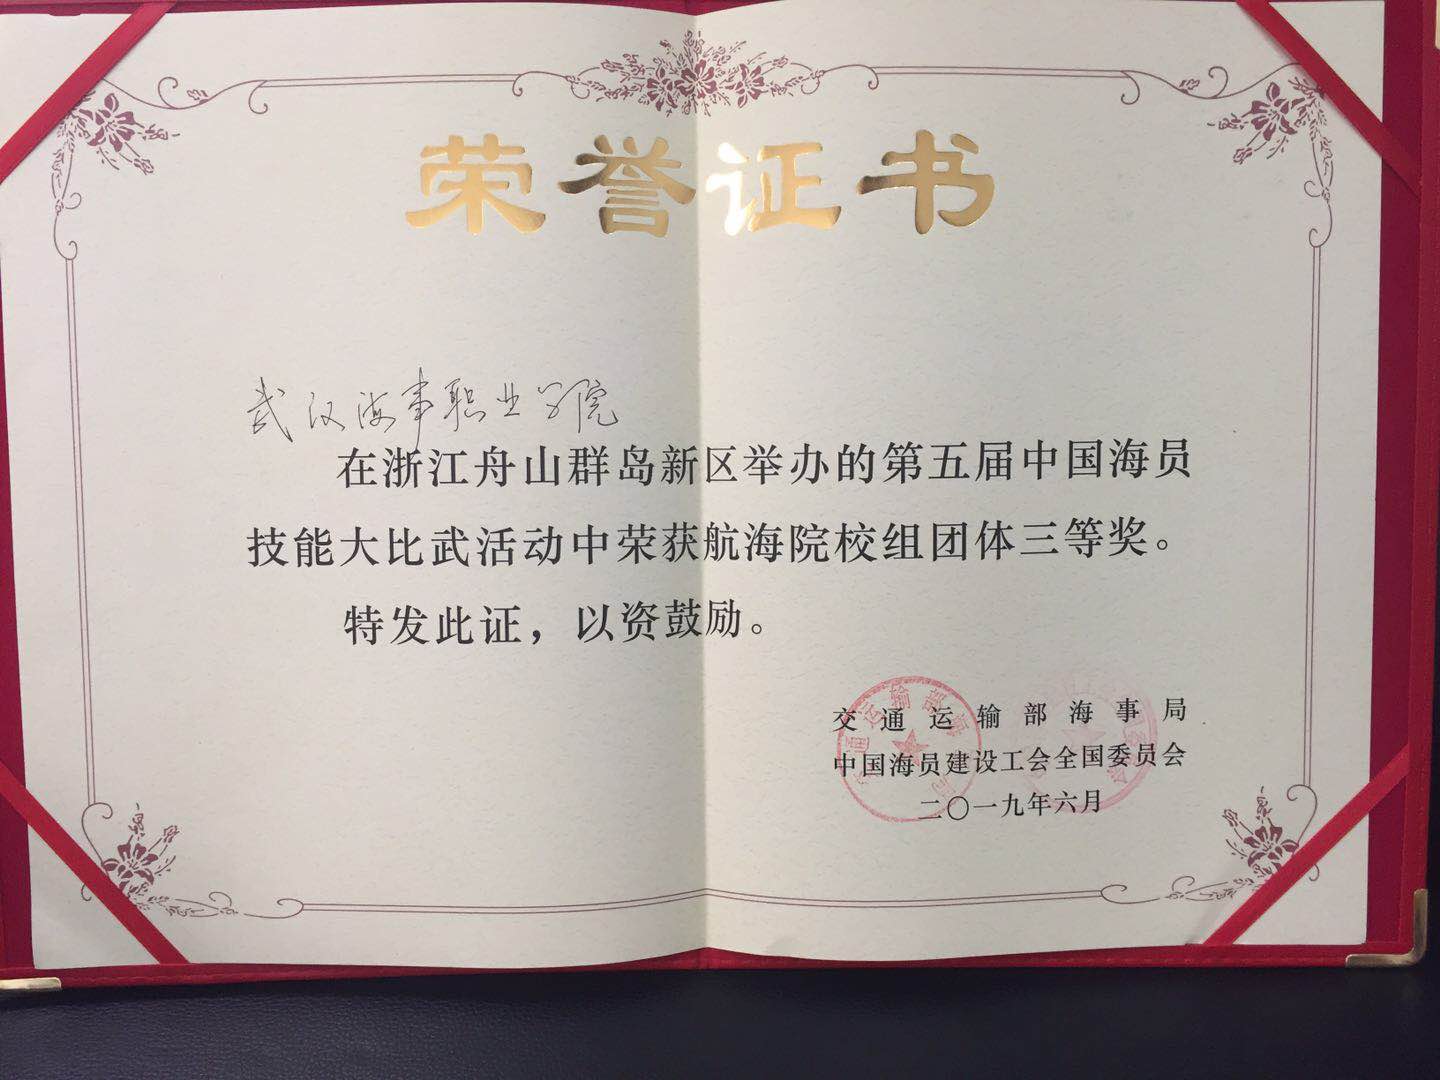 荣誉证书
武汉海事职业学院
在浙江舟山群岛新区举办的第五届中国海员
技能大比武活动中荣获航海院校组团体三等奖。
特发此证，以资鼓励。
交通运输部海事局
中国海员建设工会全国委员会
二〇一九年六月